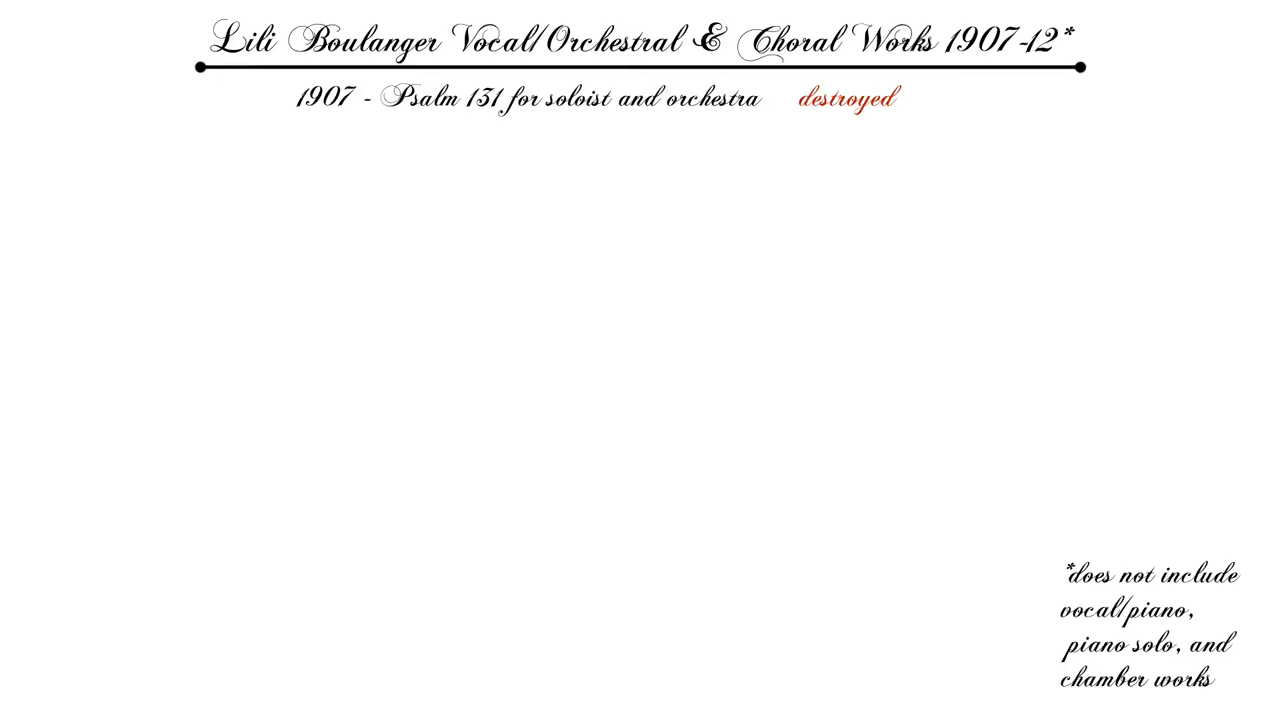 Lili Boulanger Vocal/Orchestral & Choral Works 1907-12*
1907 - Psalm 131 for soloist and orchestra destroyed
*does not include
vocal/piano,
piano solo, and
chamber works